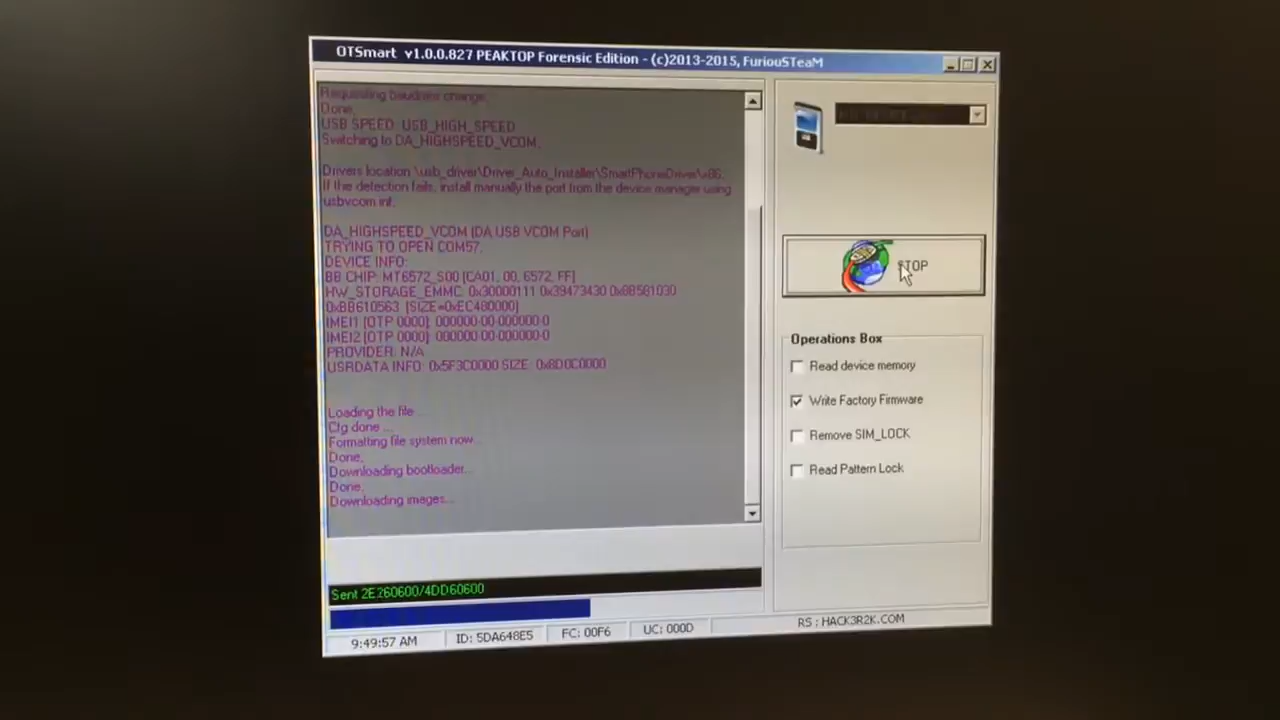 OTSmart v1.0.0.827 PEAKTOP Forensic Edition - (c)2013-2015, FuriouSTeaM
Requesting baudrate change.
Done.
USB SPEED: USB_HIGH_SPEED
Switching to DA_HIGHSPEED_VCOM.
Drivers location \usb_driver\Driver_Auto_Installer\SmartPhoneDriver\x86.
If the detection fails, install manually the port from the device manager using
usbvcom.inf.
DA_HIGHSPEED_VCOM (DA USB VCOM Port)
TRYING TO OPEN COM57.
DEVICE INFO:
BB CHIP: MT6572_S00 [CA01, 00, 6572, FF]
HW_STORAGE_EMMC: 0x30000111 0x39473430 0x8B581030
0xBB610563 [SIZE=0xEC480000]
IMEI1 [OTP 0000]: 000000-00-000000-0
IMEI2 [OTP 0000]: 000000-00-000000-0
PROVIDER: N/A
USRDATA INFO: 0x5F3C0000 SIZE: 0x8D0C0000
Loading the file ...
Cfg done ...
Formatting file system now...
Done.
Downloading bootloader...
Done.
Downloading images...
Sent 2E260600/4DD60600
9:49:57 AM
ID: 5DA648E5
FC: 00F6
UC: 000D
RS : HACK3R2K.COM
STOP
Operations Box
Read device memory
Write Factory Firmware
Remove SIM_LOCK
Read Pattern Lock